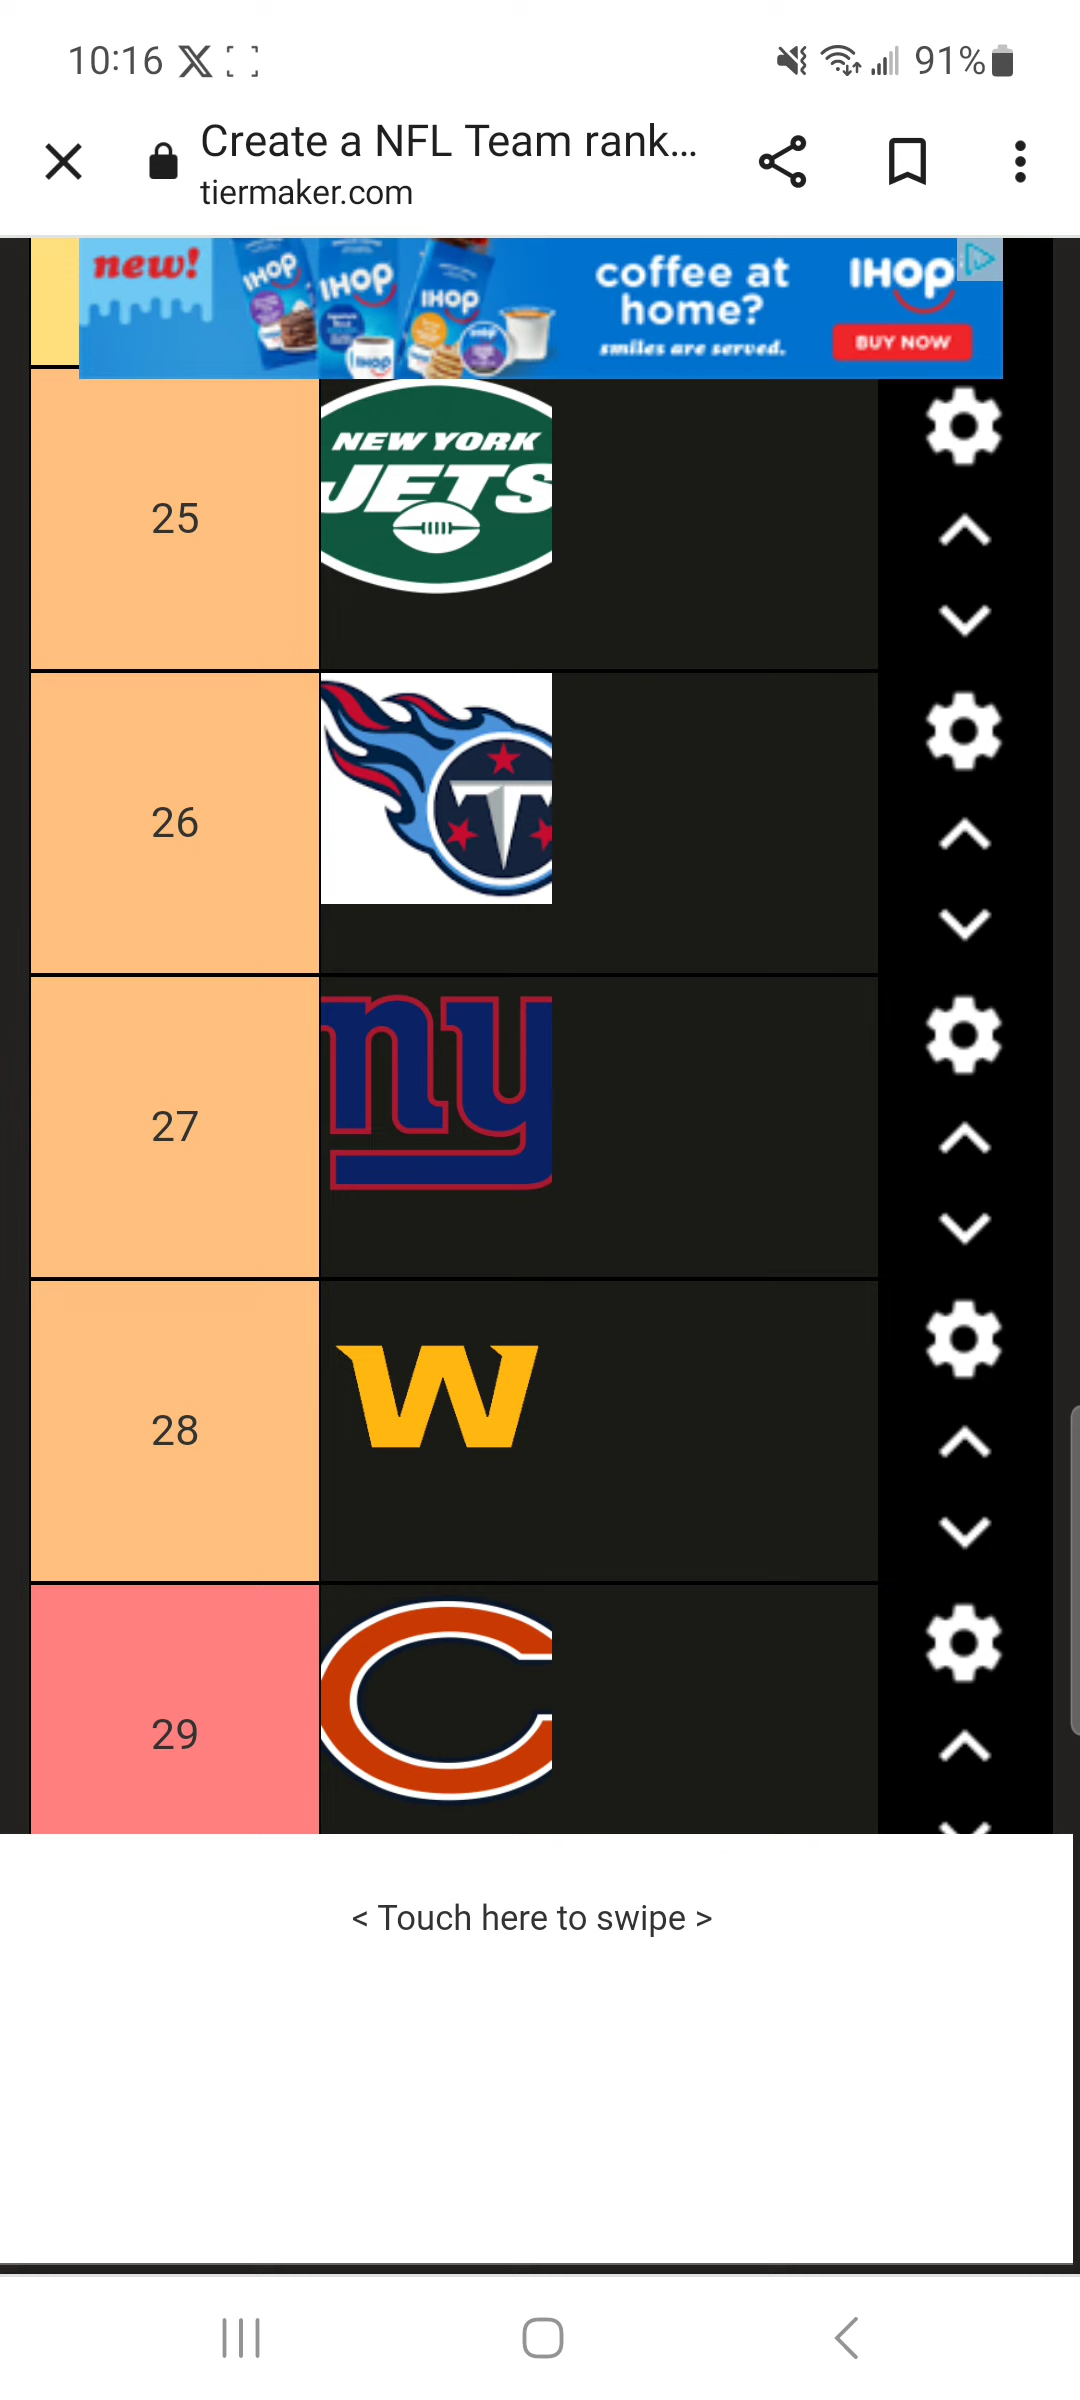 10:16
91%
Create a NFL Team rank...
tiermaker.com
new!
IHOP
IHOP
IHOP
IHOP
coffee at
home?
smiles are served.
IHOP
BUY NOW
NEW YORK
JETS
25
26
T
27
ny
28
W
29
C
< Touch here to swipe >